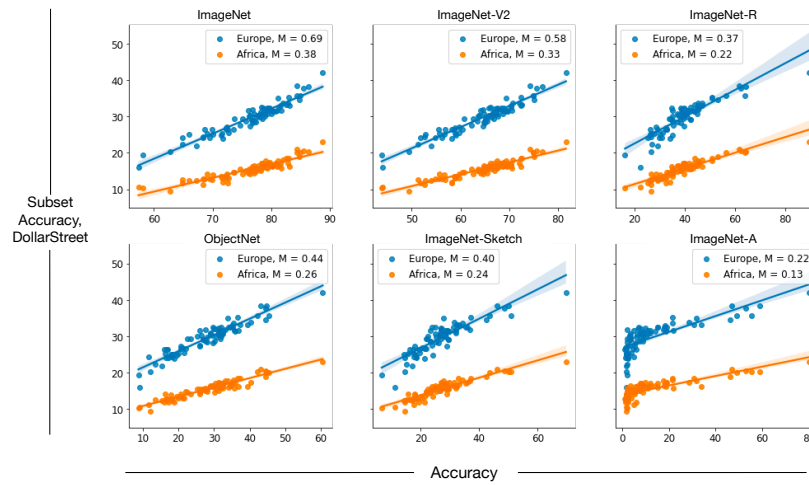 ImageNet
ImageNet-V2
ImageNet-R
Europe, M = 0.69
Africa, M = 0.38
Europe, M = 0.58
Africa, M = 0.33
Europe, M = 0.37
Africa, M = 0.22
50
40
30
20
10
60
70
80
90
50
60
70
80
20
40
60
80
Subset
Accuracy,
DollarStreet
ObjectNet
ImageNet-Sketch
ImageNet-A
Europe, M = 0.44
Africa, M = 0.26
Europe, M = 0.40
Africa, M = 0.24
Europe, M = 0.22
Africa, M = 0.13
50
40
30
20
10
10
20
30
40
50
60
20
40
60
0
20
40
60
80
Accuracy